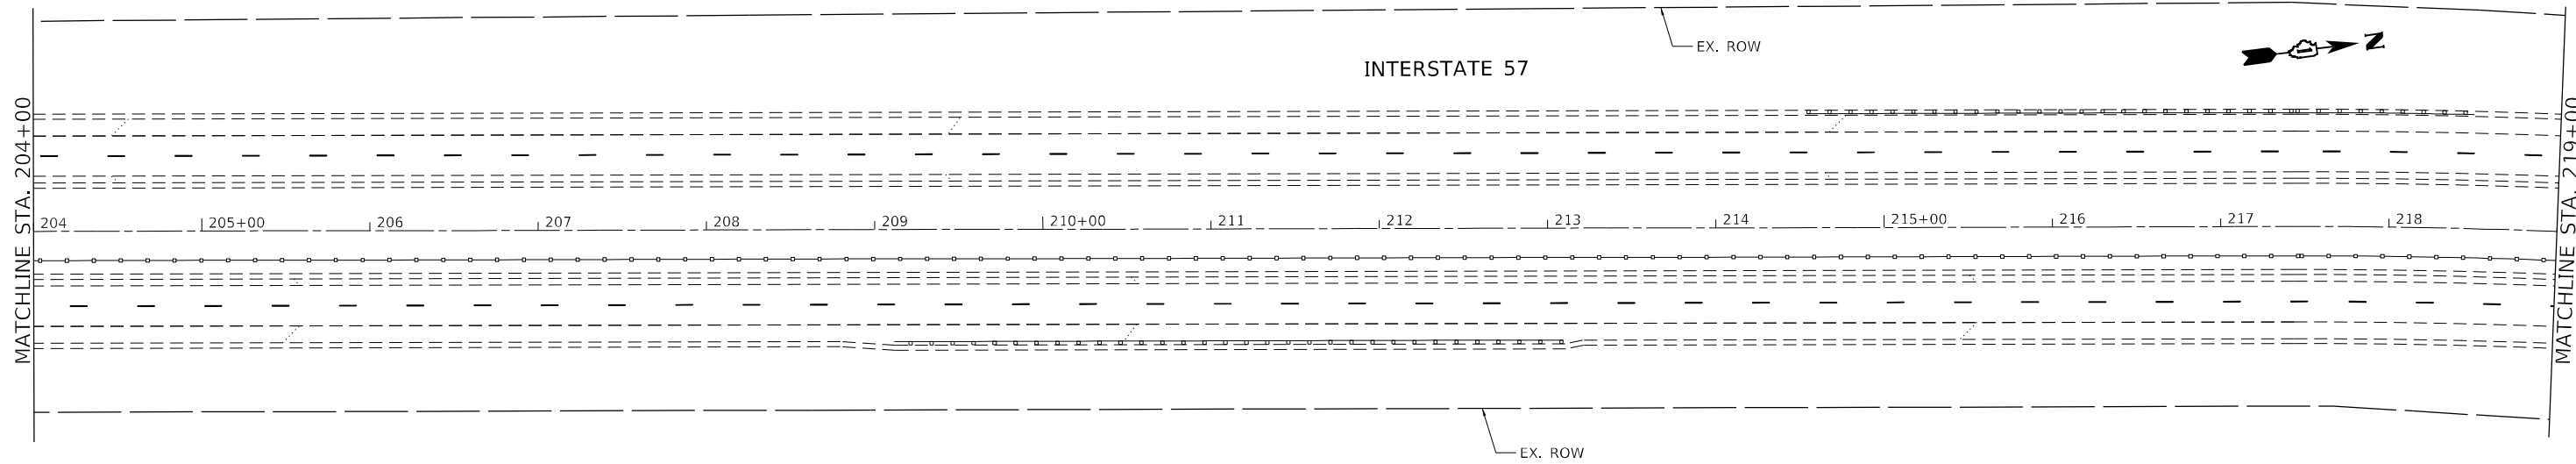 EX. ROW
INTERSTATE 57
N
MATCHLINE STA. 204+00
MATCHLINE STA. 219+00
204 205+00 206 207 208 209 210+00 211 212 213 214 215+00 216 217 218
EX. ROW